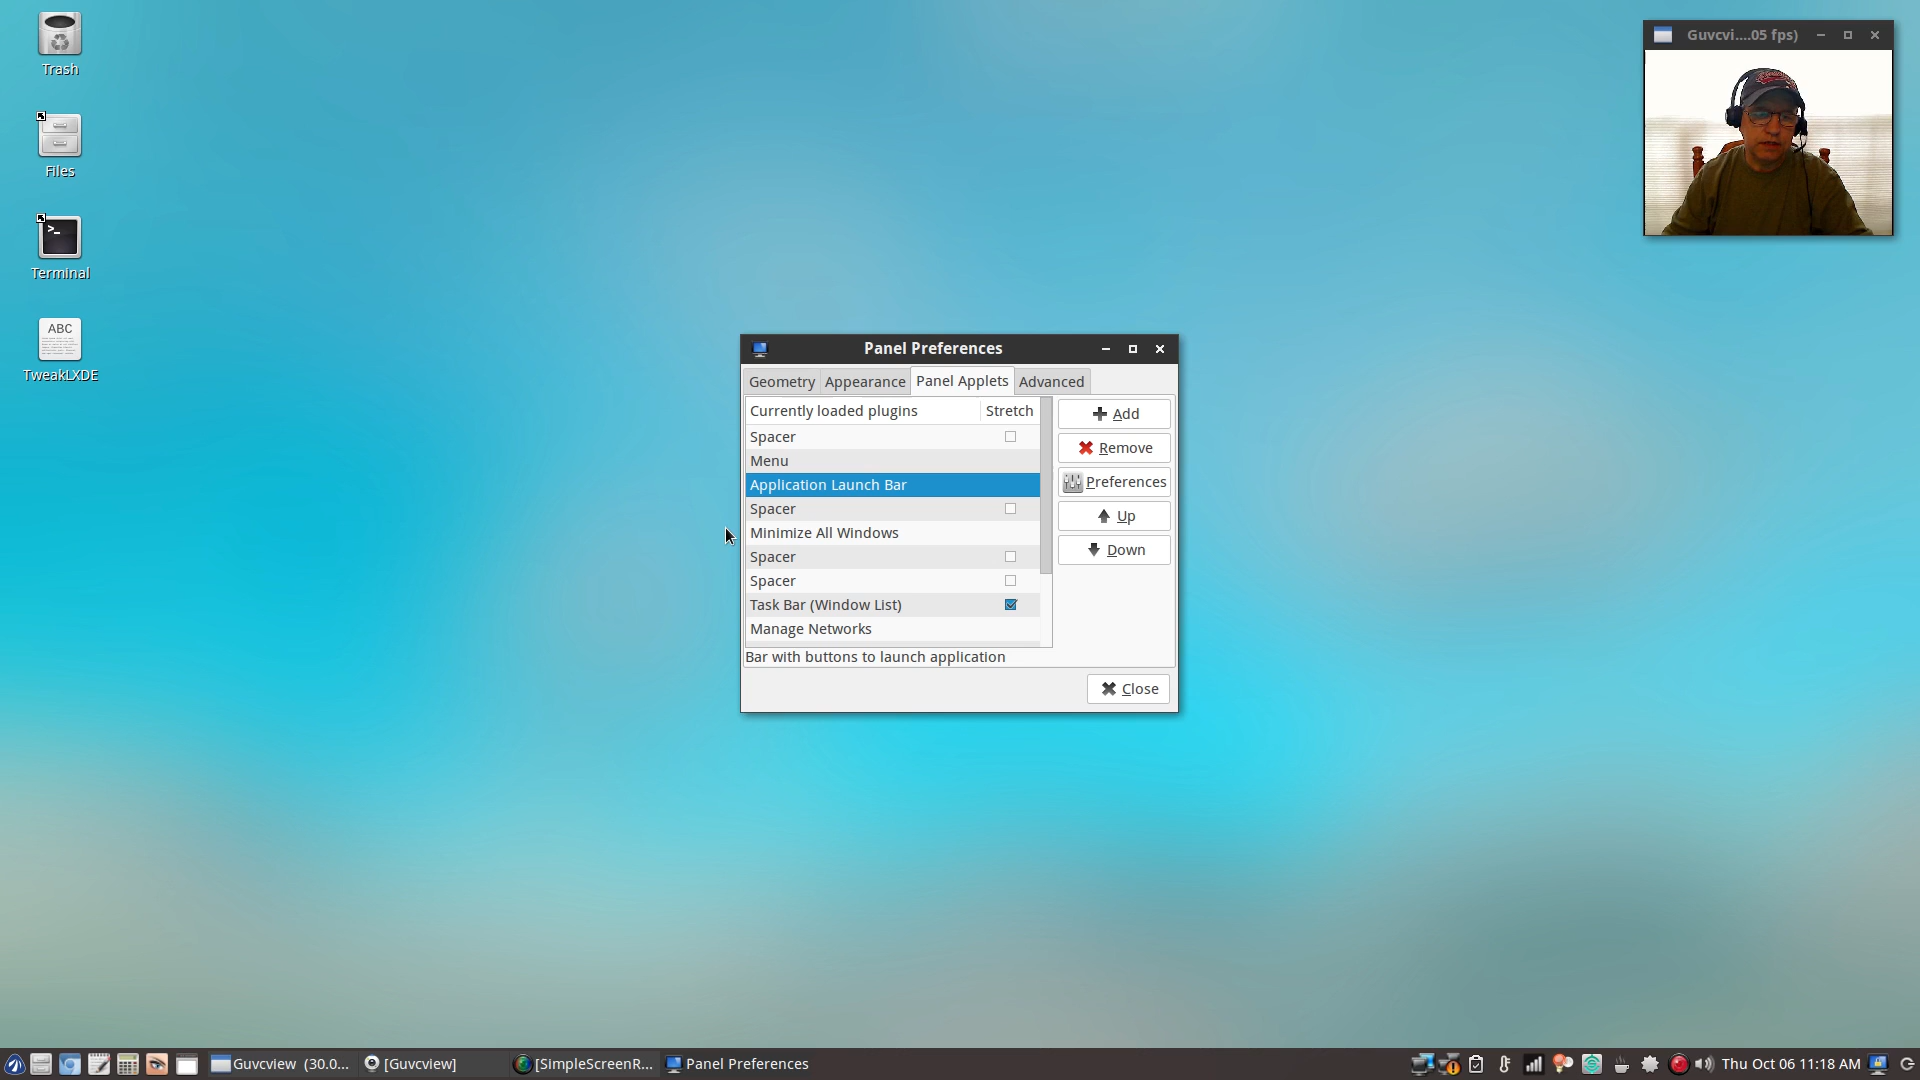 Trash
Files
Terminal
ABC
TweakLXDE
Guvcvi....05 fps)
Panel Preferences
Geometry Appearance Panel Applets Advanced
Currently loaded plugins Stretch
Spacer
Menu
Application Launch Bar
Spacer
Minimize All Windows
Spacer
Spacer
Task Bar (Window List)
Manage Networks
Bar with buttons to launch application
Add
Remove
Preferences
Up
Down
Close
Guvcview (30.0... [Guvcview] [SimpleScreenR... Panel Preferences Thu Oct 06 11:18 AM